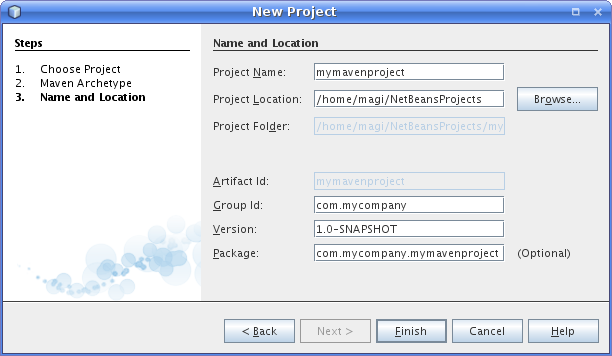 New Project
Steps
1. Choose Project
2. Maven Archetype
3. Name and Location
Name and Location
Project Name: mymavenproject
Project Location: /home/magi/NetBeansProjects Browse...
Project Folder: /home/magi/NetBeansProjects/my
Artifact Id: mymavenproject
Group Id: com.mycompany
Version: 1.0-SNAPSHOT
Package: com.mycompany.mymavenproject (Optional)
< Back Next > Finish Cancel Help